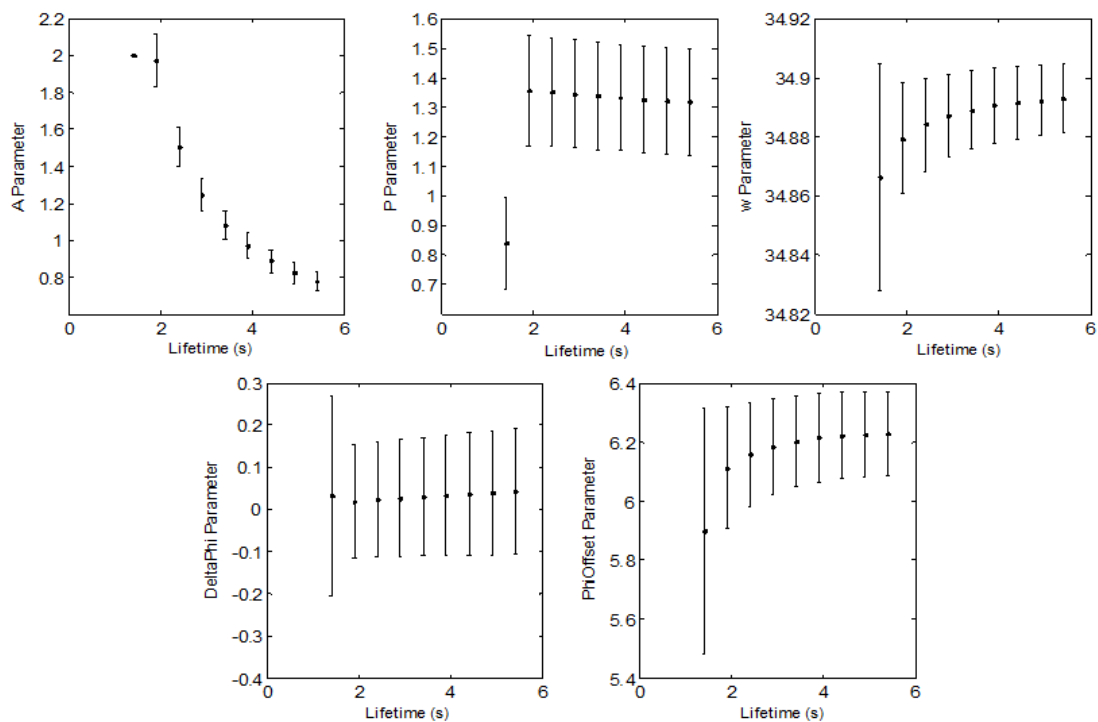 2.2
2
1.8
1.6
1.4
1.2
1
0.8
A Parameter
0 2 4 6
Lifetime (s)
1.6
1.5
1.4
1.3
1.2
1.1
1
0.9
0.8
0.7
P Parameter
0 2 4 6
Lifetime (s)
34.92
34.9
34.88
34.86
34.84
34.82
w Parameter
0 2 4 6
Lifetime (s)
0.3
0.2
0.1
0
-0.1
-0.2
-0.3
-0.4
DeltaPhi Parameter
0 2 4 6
Lifetime (s)
6.4
6.2
6
5.8
5.6
5.4
PhiOffset Parameter
0 2 4 6
Lifetime (s)